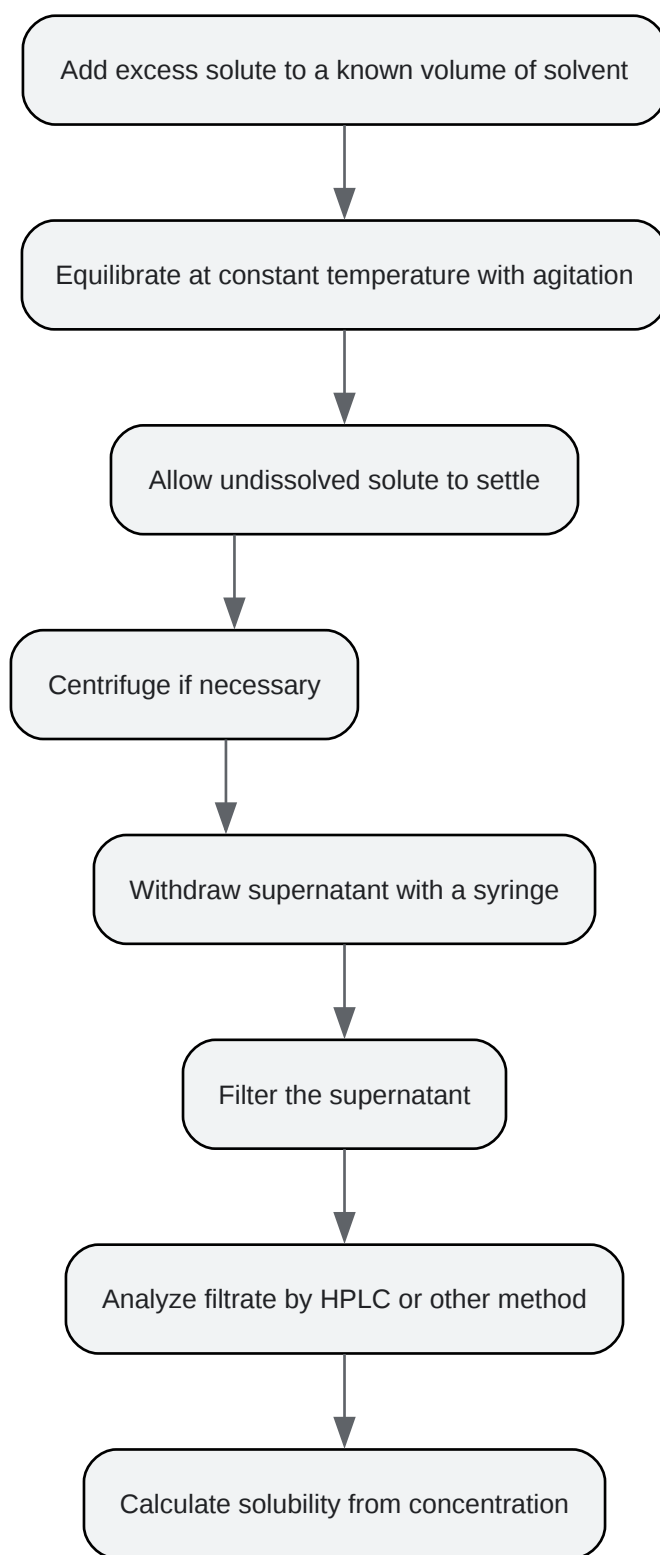 Add excess solute to a known volume of solvent
Equilibrate at constant temperature with agitation
Allow undissolved solute to settle
Centrifuge if necessary
Withdraw supernatant with a syringe
Filter the supernatant
Analyze filtrate by HPLC or other method
Calculate solubility from concentration